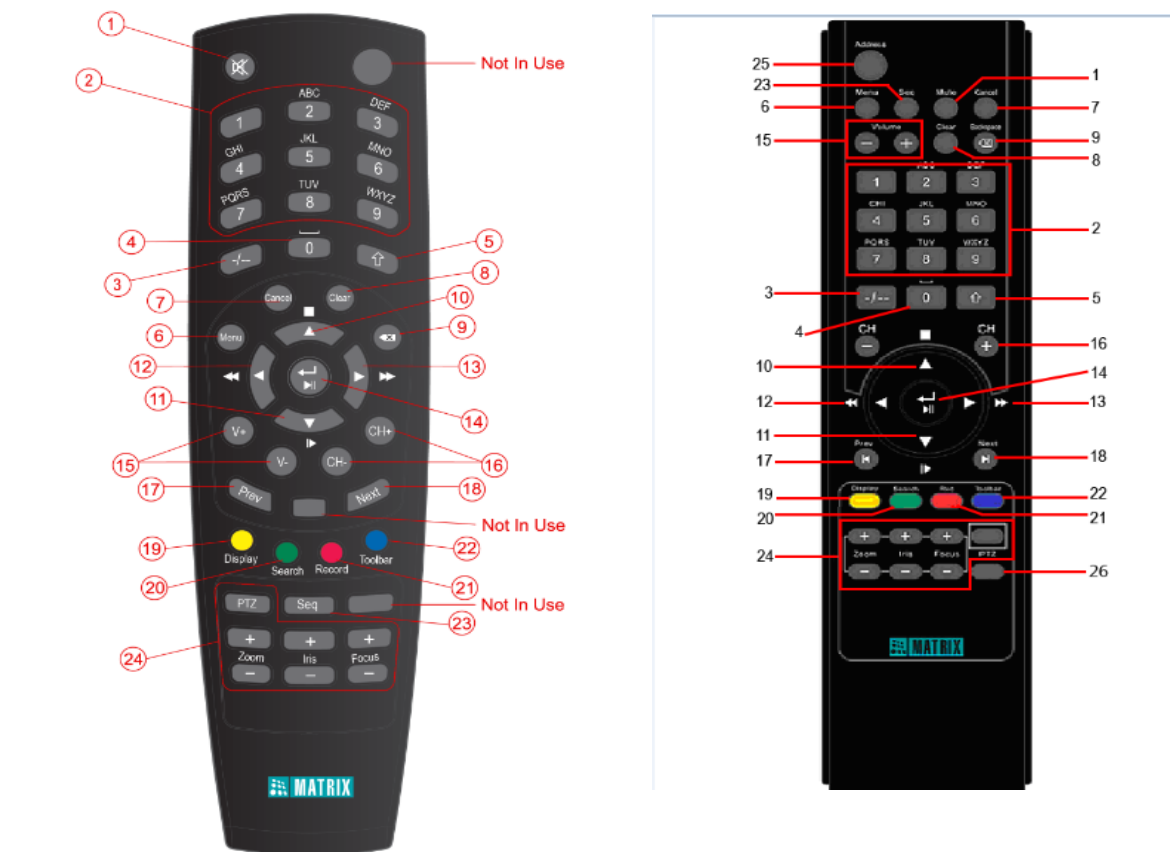 1
Not In Use
2
ABC
DEF
1
2
3
GHI
JKL
MNO
4
5
6
PQRS
TUV
WXYZ
7
8
9
4
0
5
-/--
3
8
Cancel
Clear
7
10
6
Menu
9
12
13
11
14
V+
CH+
15
V-
CH-
16
17
Prev
Next
18
Not In Use
19
22
Display
Search
Record
Toolbar
20
21
Not In Use
PTZ
Seq
23
24
+
+
+
Zoom
Iris
Focus
-
-
-
MATRIX
Address
25
23
1
Menu
Seq
Mute
Cancel
6
7
15
Volume
Clear
Backspace
9
-
+
8
1
2
3
GHI
JKL
MNO
4
5
6
2
PQRS
TUV
WXYZ
7
8
9
3
-/--
0
5
4
CH
CH
-
+
16
10
14
12
13
11
Prev
Next
17
18
Display
Search
Toolbar
19
22
20
21
+
+
+
24
Zoom
Iris
Focus
PTZ
-
-
-
26
MATRIX